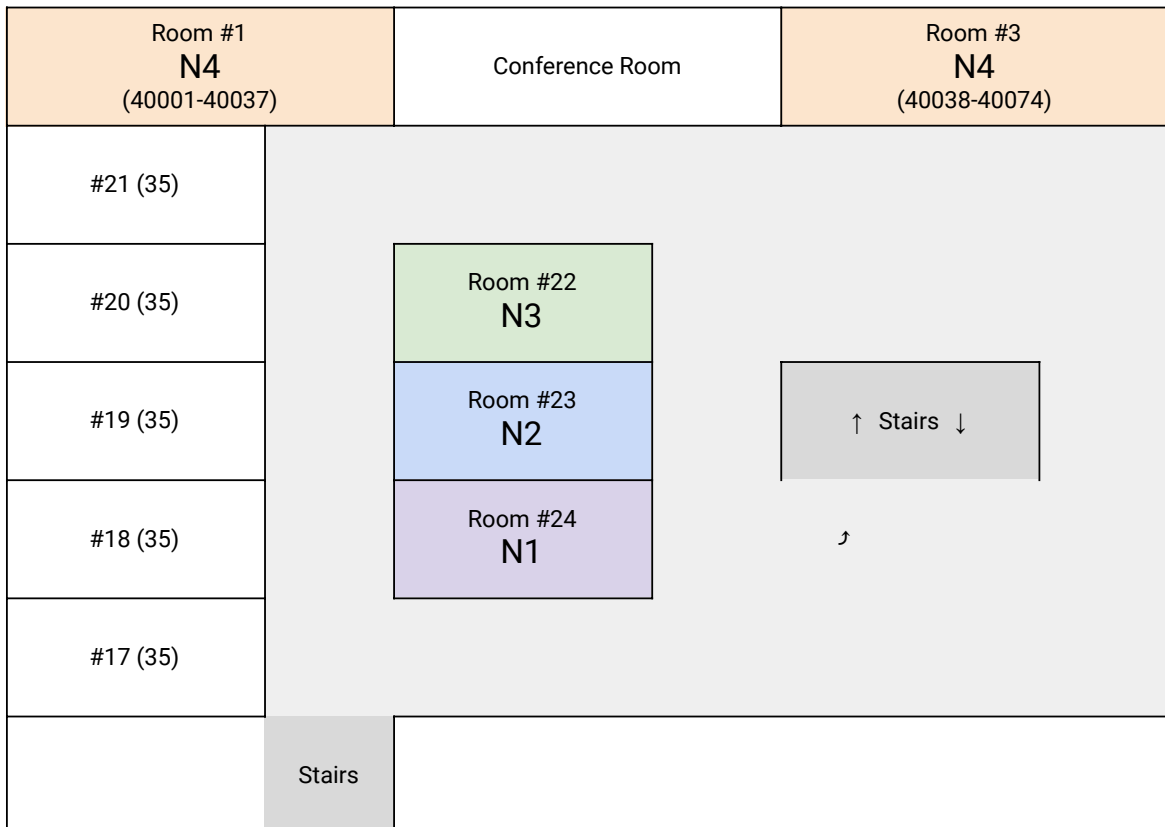 Room #1
N4
(40001-40037)
Conference Room
Room #3
N4
(40038-40074)
#21 (35)
#20 (35)
Room #22
N3
#19 (35)
Room #23
N2
↑ Stairs ↓
#18 (35)
Room #24
N1
⤴
#17 (35)
Stairs